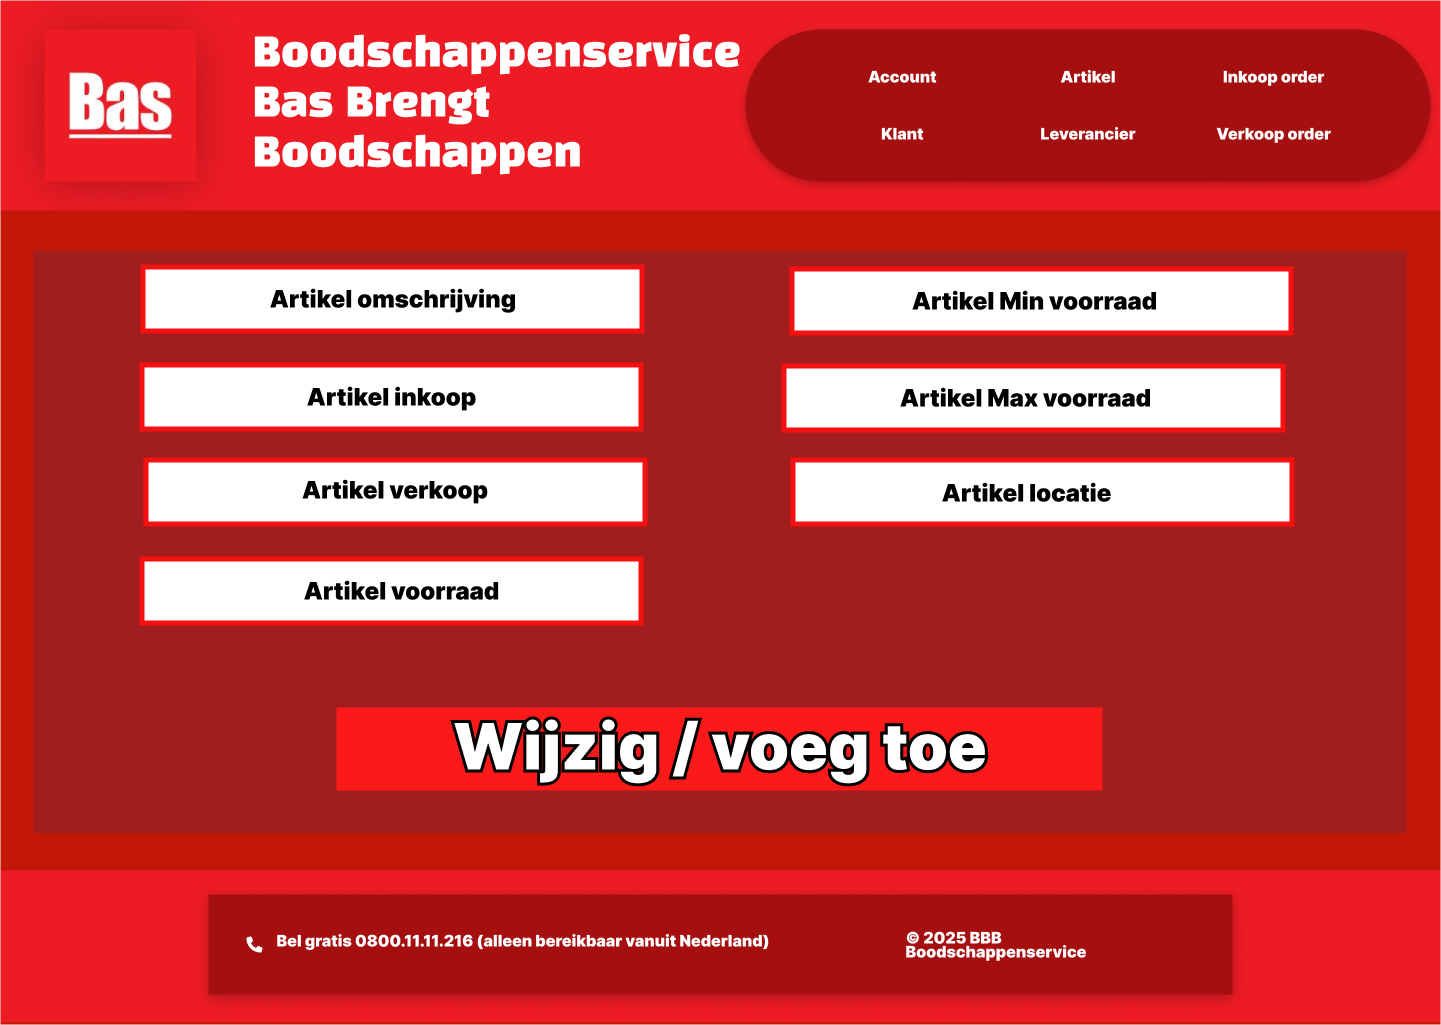 Bas
Boodschappenservice
Bas Brengt
Boodschappen
Account
Artikel
Inkoop order
Klant
Leverancier
Verkoop order
Artikel omschrijving
Artikel Min voorraad
Artikel inkoop
Artikel Max voorraad
Artikel verkoop
Artikel locatie
Artikel voorraad
Wijzig / voeg toe
Bel gratis 0800.11.11.216 (alleen bereikbaar vanuit Nederland)
© 2025 BBB
Boodschappenservice